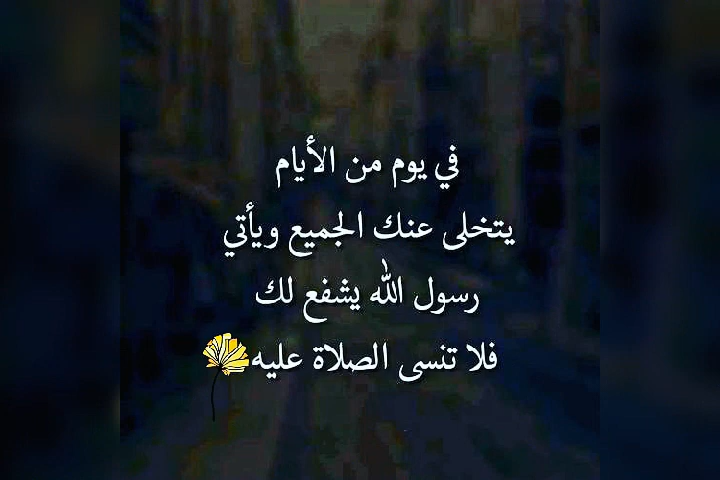 في يوم من الأيام
يتخلى عنك الجميع ويأتي
رسول الله يشفع لك
فلا تنسى الصلاة عليه